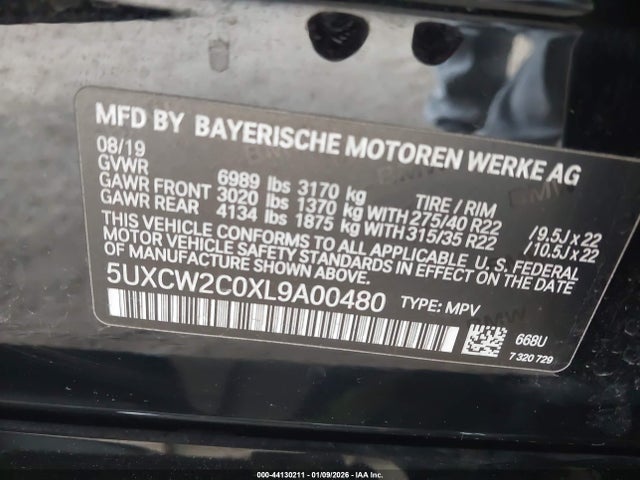 MFD BY BAYERISCHE MOTOREN WERKE AG
08/19
GVWR 6989 lbs 3170 kg TIRE / RIM
GAWR FRONT 3020 lbs 1370 kg WITH 275/40 R22 /9.5J x 22
GAWR REAR 4134 lbs 1875 kg WITH 315/35 R22 /10.5J x 22
THIS VEHICLE CONFORMS TO ALL APPLICABLE U. S. FEDERAL
MOTOR VEHICLE SAFETY STANDARDS IN EFFECT ON THE DATE OF
MANUFACTURE SHOWN ABOVE.
5UXCW2C0XL9A00480 TYPE: MPV
668U
7 320 729
000-44130211 - 01/09/2026 - IAAI COPYRIGHT